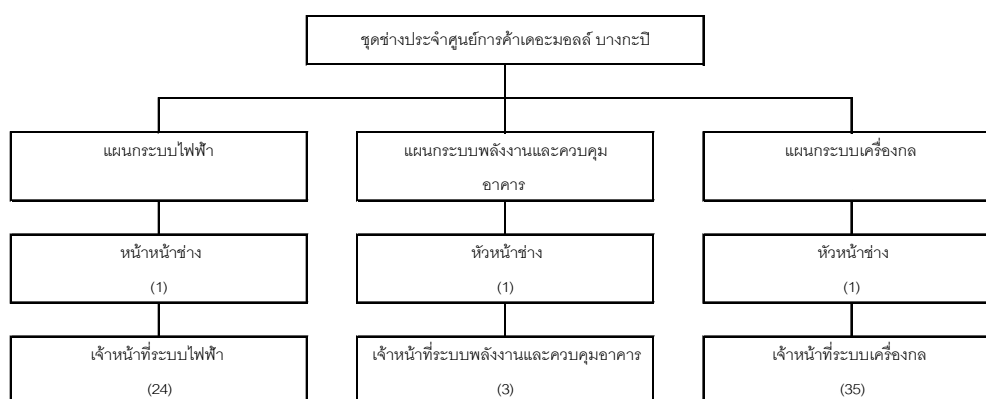 ชุดช่างประจำศูนย์การค้าเดอะมอลล์ บางกะปิ
แผนกระบบไฟฟ้า
แผนกระบบพลังงานและควบคุม
อาคาร
แผนกระบบเครื่องกล
หน้าหน้าช่าง
(1)
หัวหน้าช่าง
(1)
หัวหน้าช่าง
(1)
เจ้าหน้าที่ระบบไฟฟ้า
(24)
เจ้าหน้าที่ระบบพลังงานและควบคุมอาคาร
(3)
เจ้าหน้าที่ระบบเครื่องกล
(35)